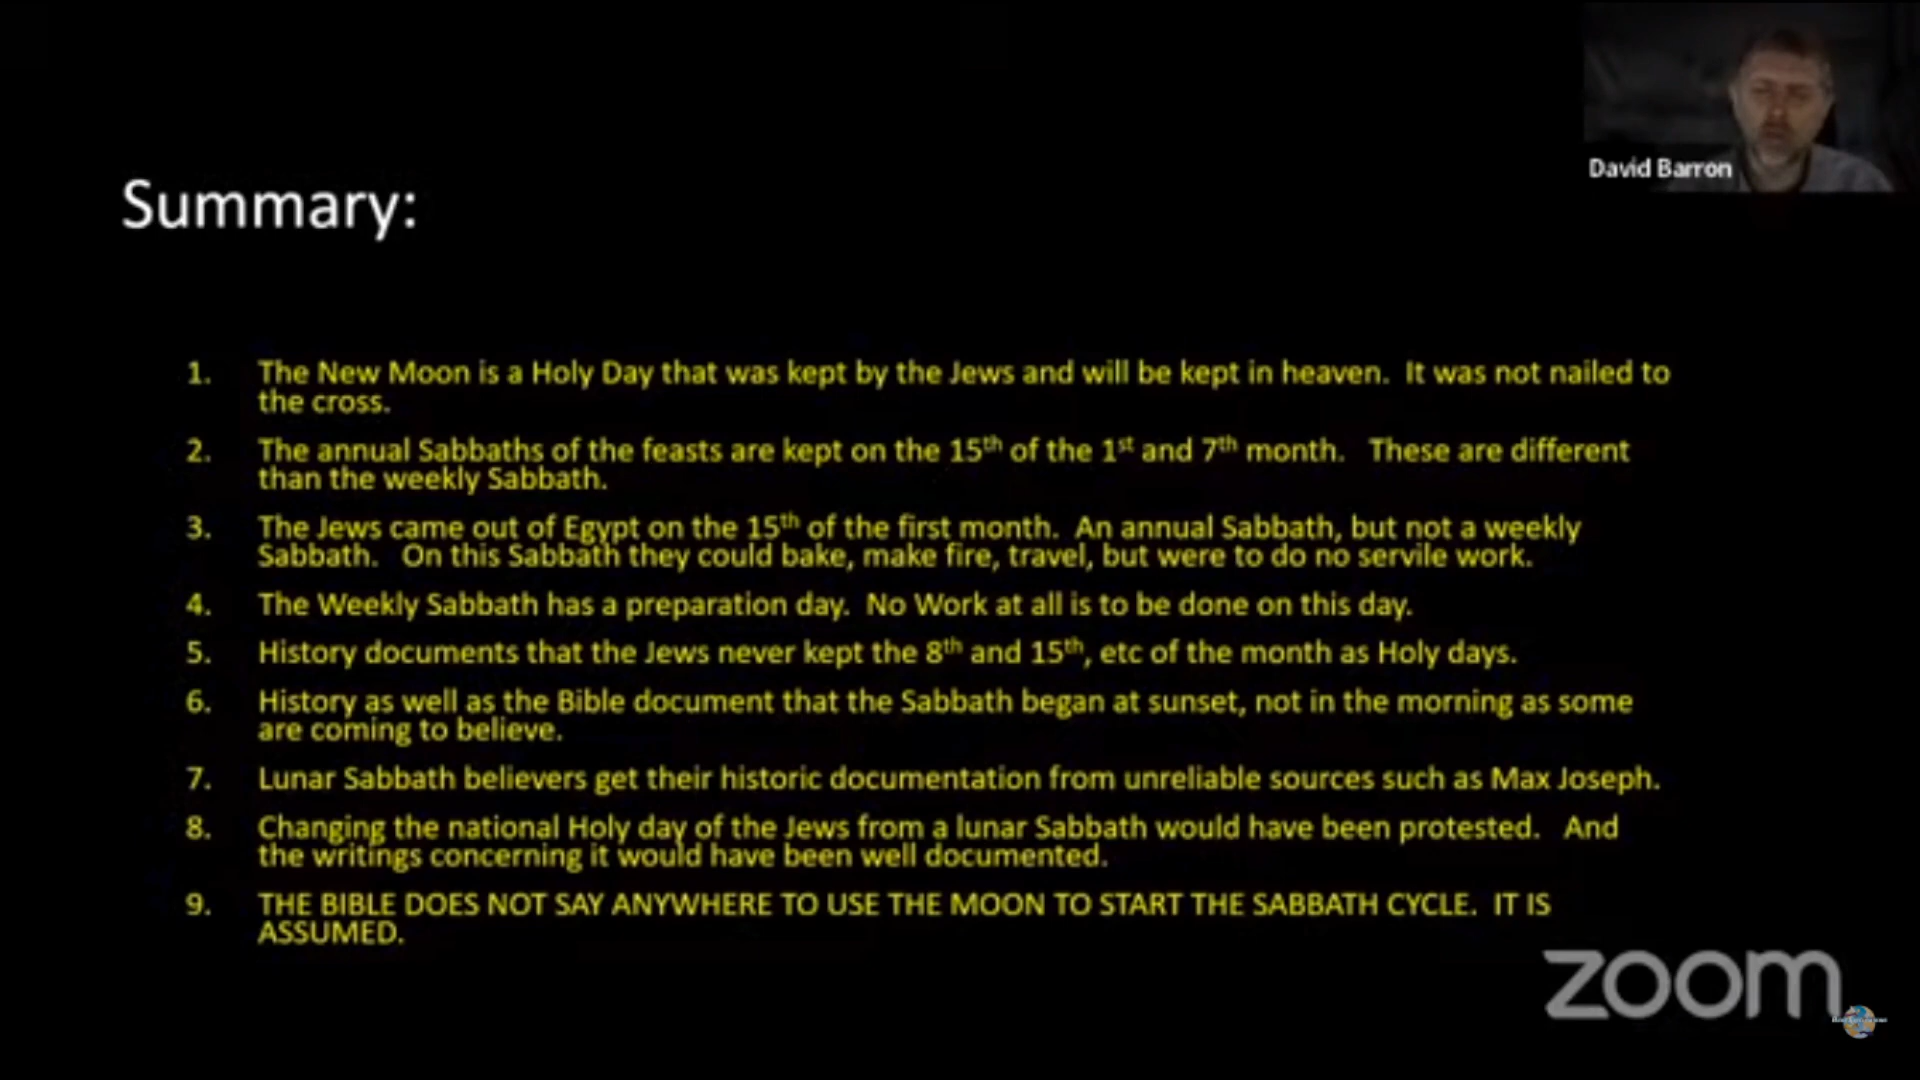 David Barron
Summary:
1. The New Moon is a Holy Day that was kept by the Jews and will be kept in heaven. It was not nailed to
the cross.
2. The annual Sabbaths of the feasts are kept on the 15th of the 1st and 7th month. These are different
than the weekly Sabbath.
3. The Jews came out of Egypt on the 15th of the first month. An annual Sabbath, but not a weekly
Sabbath. On this Sabbath they could bake, make fire, travel, but were to do no servile work.
4. The Weekly Sabbath has a preparation day. No Work at all is to be done on this day.
5. History documents that the Jews never kept the 8th and 15th, etc of the month as Holy days.
6. History as well as the Bible document that the Sabbath began at sunset, not in the morning as some
are coming to believe.
7. Lunar Sabbath believers get their historic documentation from unreliable sources such as Max Joseph.
8. Changing the national Holy day of the Jews from a lunar Sabbath would have been protested. And
the writings concerning it would have been well documented.
9. THE BIBLE DOES NOT SAY ANYWHERE TO USE THE MOON TO START THE SABBATH CYCLE. IT IS
ASSUMED.
zoom